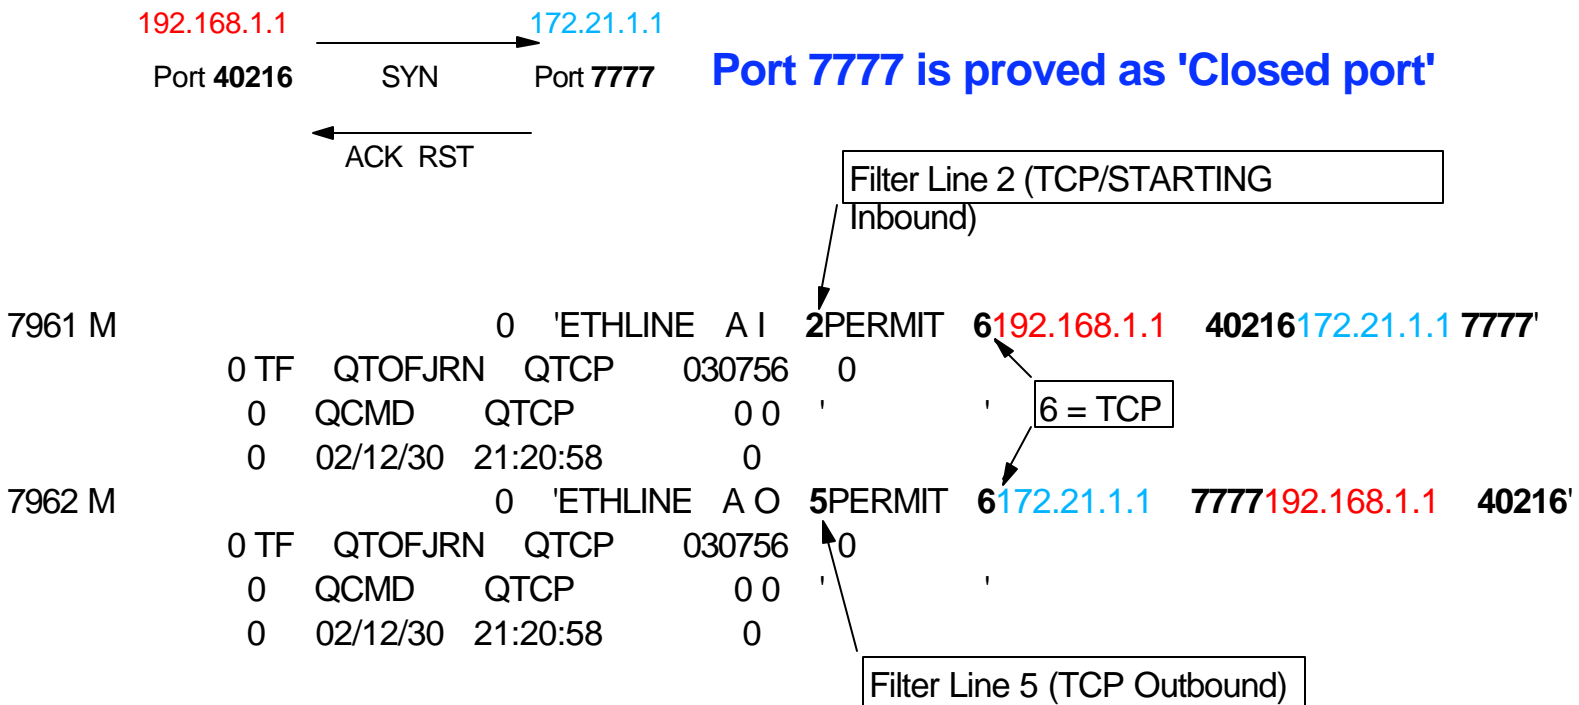 192.168.1.1 172.21.1.1
Port 40216 SYN Port 7777 Port 7777 is proved as 'Closed port'
ACK RST
Filter Line 2 (TCP/STARTING
Inbound)
7961 M 0 'ETHLINE A I 2PERMIT 6192.168.1.1 40216172.21.1.1 7777'
0 TF QTOFJRN QTCP 030756 0
0 QCMD QTCP 0 0 ' '
6 = TCP
0 02/12/30 21:20:58 0
7962 M 0 'ETHLINE A O 5PERMIT 6172.21.1.1 7777192.168.1.1 40216'
0 TF QTOFJRN QTCP 030756 0
0 QCMD QTCP 0 0 ' '
0 02/12/30 21:20:58 0
Filter Line 5 (TCP Outbound)